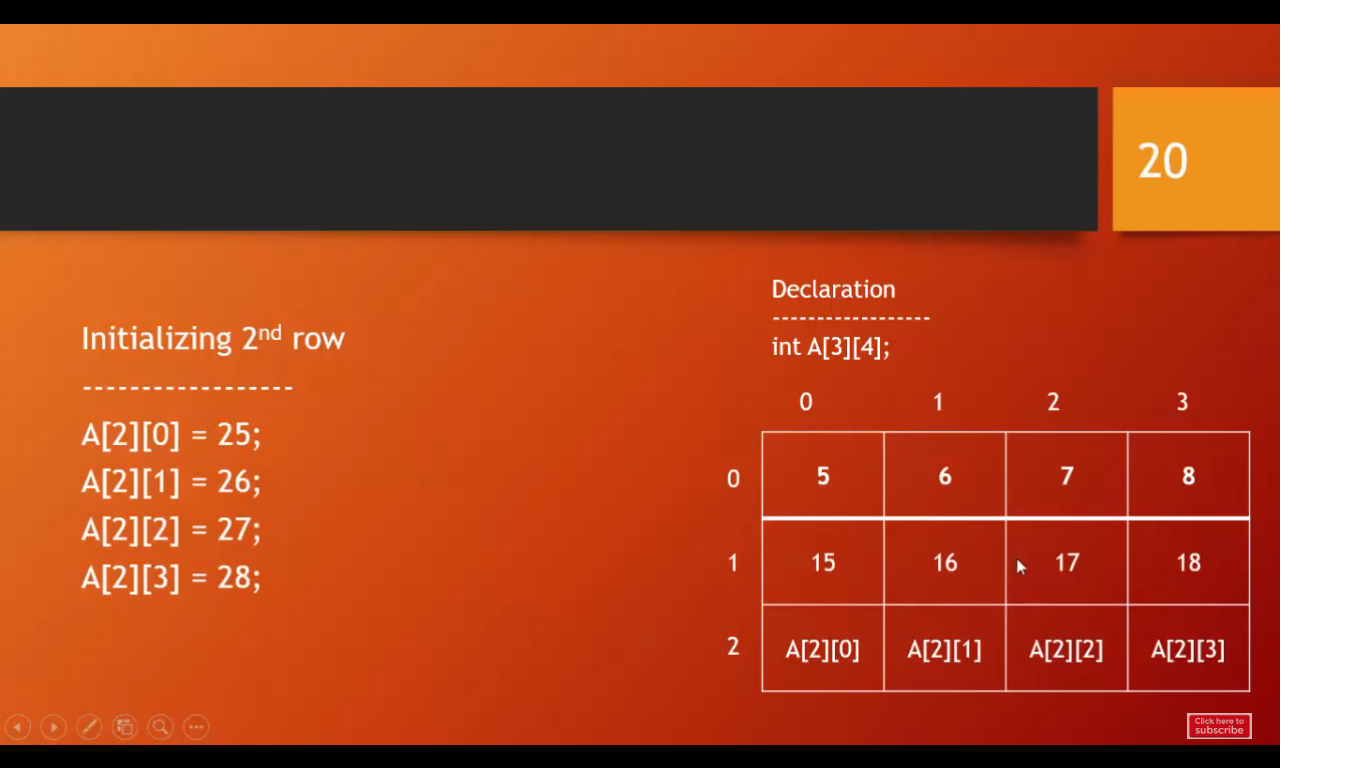 20
Initializing 2nd row
------------------
A[2][0] = 25;
A[2][1] = 26;
A[2][2] = 27;
A[2][3] = 28;
Declaration
------------------
int A[3][4];
0 1 2 3
0 5 6 7 8
1 15 16 17 18
2 A[2][0] A[2][1] A[2][2] A[2][3]
Click here to
subscribe